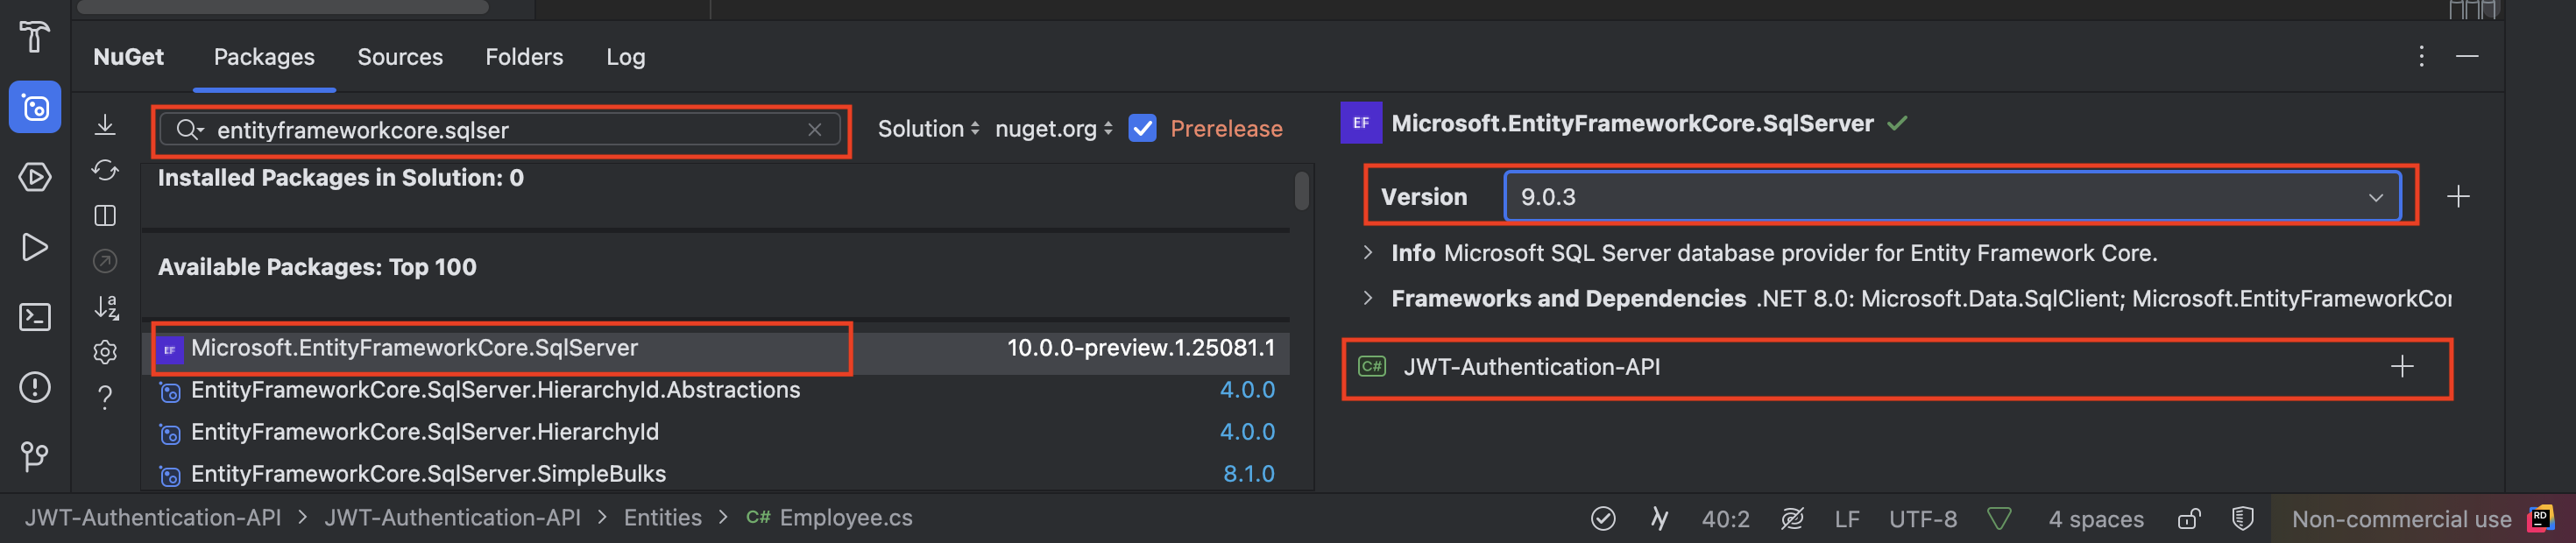 NuGet Packages Sources Folders Log
entityframeworkcore.sqlser Solution nuget.org Prerelease
Installed Packages in Solution: 0
Available Packages: Top 100
EF Microsoft.EntityFrameworkCore.SqlServer 10.0.0-preview.1.25081.1
EntityFrameworkCore.SqlServer.HierarchyId.Abstractions 4.0.0
EntityFrameworkCore.SqlServer.HierarchyId 4.0.0
EntityFrameworkCore.SqlServer.SimpleBulks 8.1.0
EF Microsoft.EntityFrameworkCore.SqlServer
Version 9.0.3
Info Microsoft SQL Server database provider for Entity Framework Core.
Frameworks and Dependencies .NET 8.0: Microsoft.Data.SqlClient; Microsoft.EntityFrameworkCor
C# JWT-Authentication-API
JWT-Authentication-API > JWT-Authentication-API > Entities > C# Employee.cs 40:2 LF UTF-8 4 spaces Non-commercial use RD